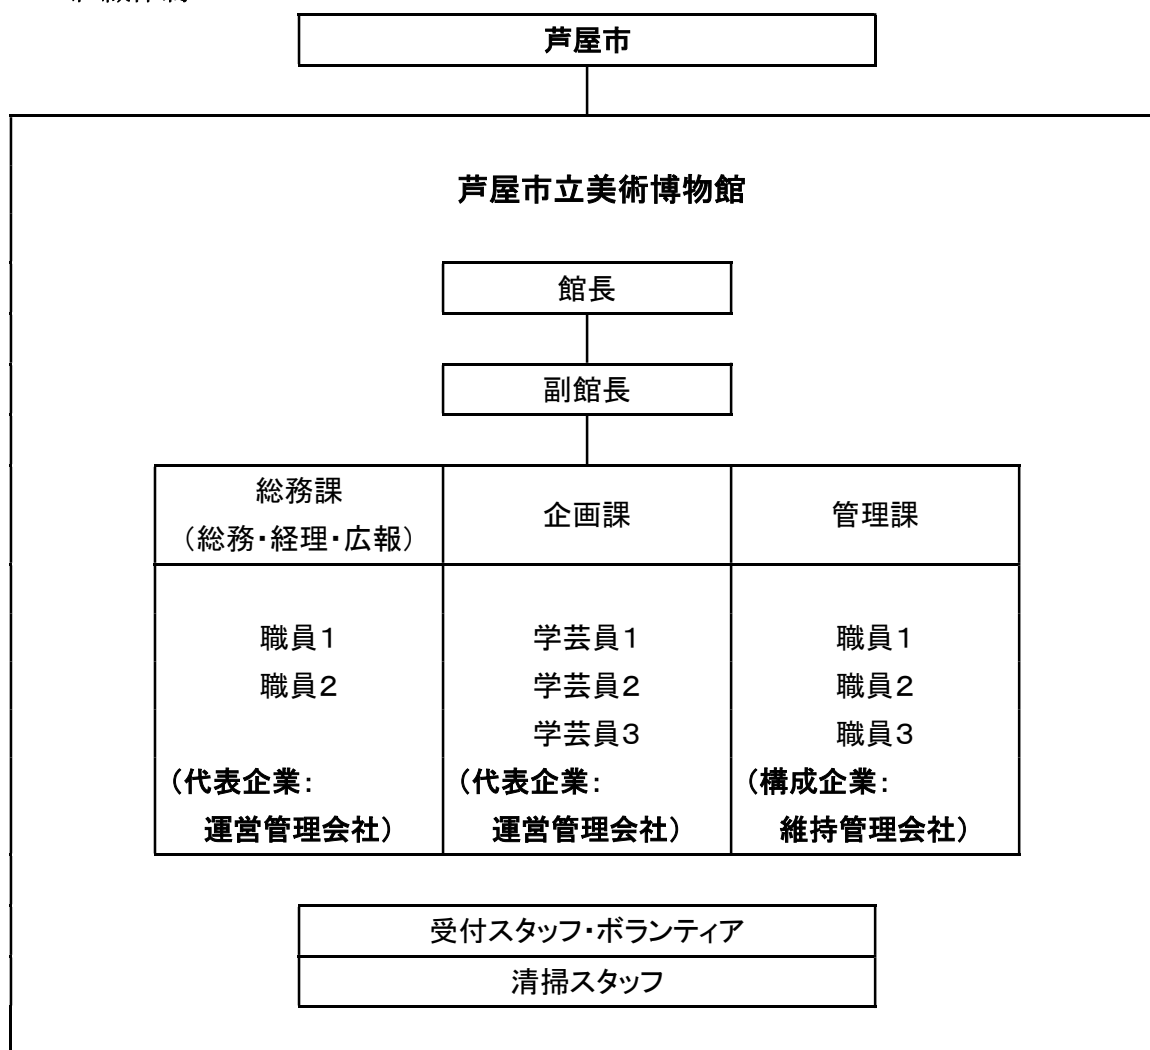 芦屋市
芦屋市立美術博物館
館長
副館長
総務課
（総務・経理・広報）
企画課
管理課
職員１
職員２
（代表企業：
運営管理会社）
学芸員１
学芸員２
学芸員３
（代表企業：
運営管理会社）
職員１
職員２
職員３
（構成企業：
維持管理会社）
受付スタッフ・ボランティア
清掃スタッフ